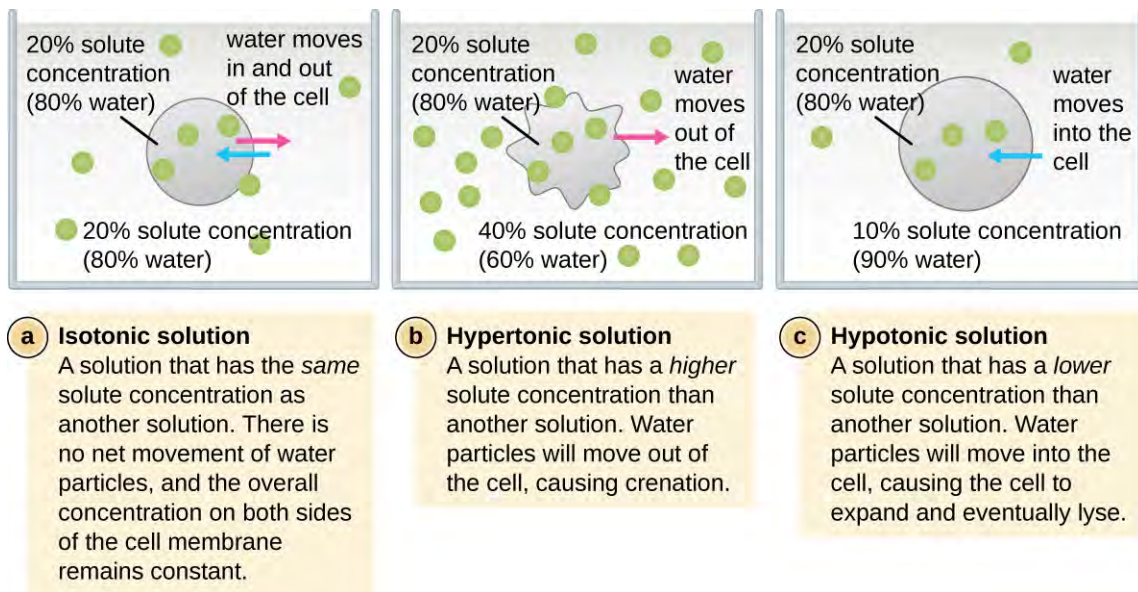 20% solute
concentration
(80% water)
water moves
in and out
of the cell
20% solute concentration
(80% water)
20% solute
concentration
(80% water)
water
moves
out of
the cell
40% solute concentration
(60% water)
20% solute
concentration
(80% water)
water
moves
into the
cell
10% solute concentration
(90% water)
a Isotonic solution
A solution that has the same
solute concentration as
another solution. There is
no net movement of water
particles, and the overall
concentration on both sides
of the cell membrane
remains constant.
b Hypertonic solution
A solution that has a higher
solute concentration than
another solution. Water
particles will move out of
the cell, causing crenation.
c Hypotonic solution
A solution that has a lower
solute concentration than
another solution. Water
particles will move into the
cell, causing the cell to
expand and eventually lyse.